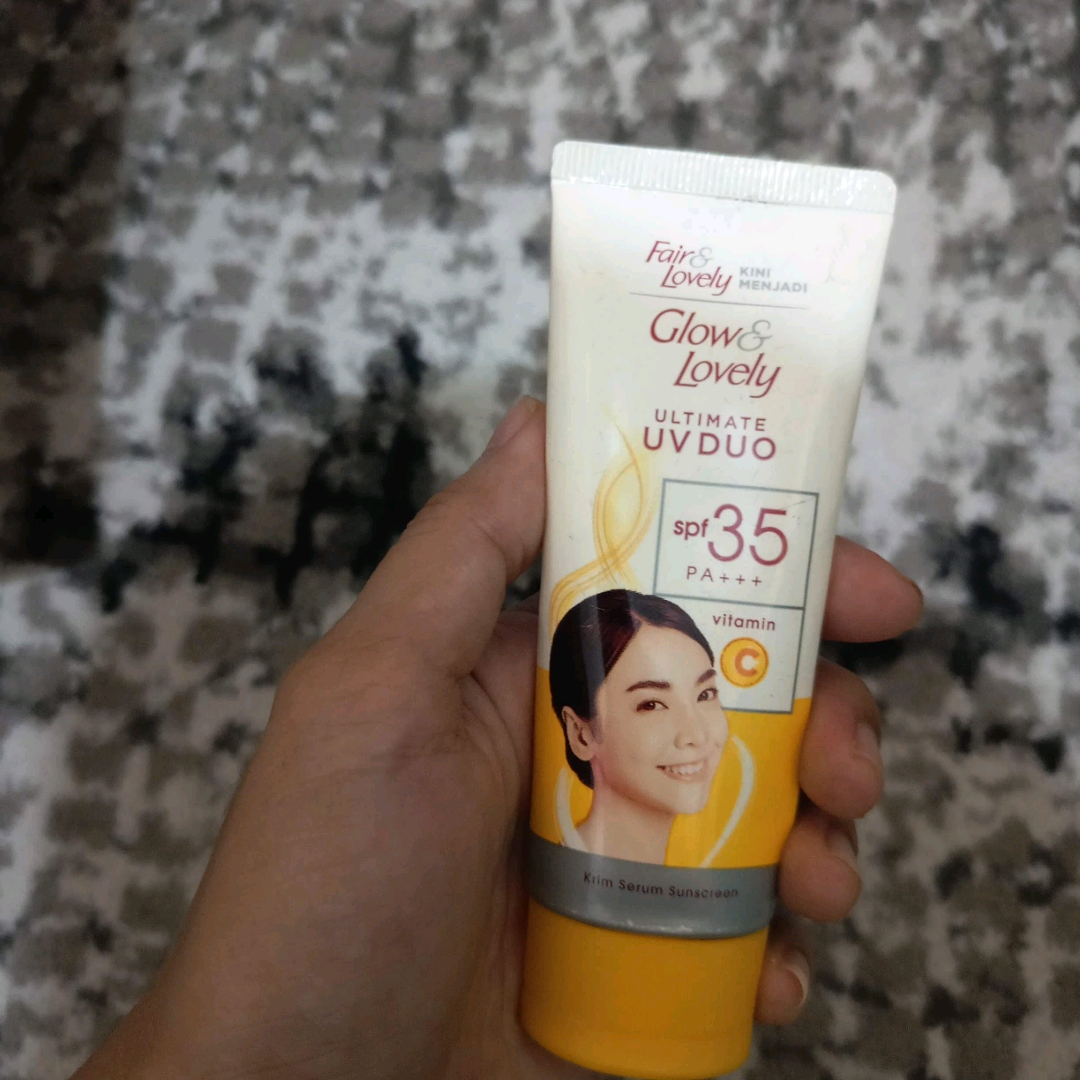 Fair &
Lovely KINI
MENJADI
Glow &
Lovely
ULTIMATE
UV DUO
spf 35
PA+++
vitamin
C
Krim Serum Sunscreen